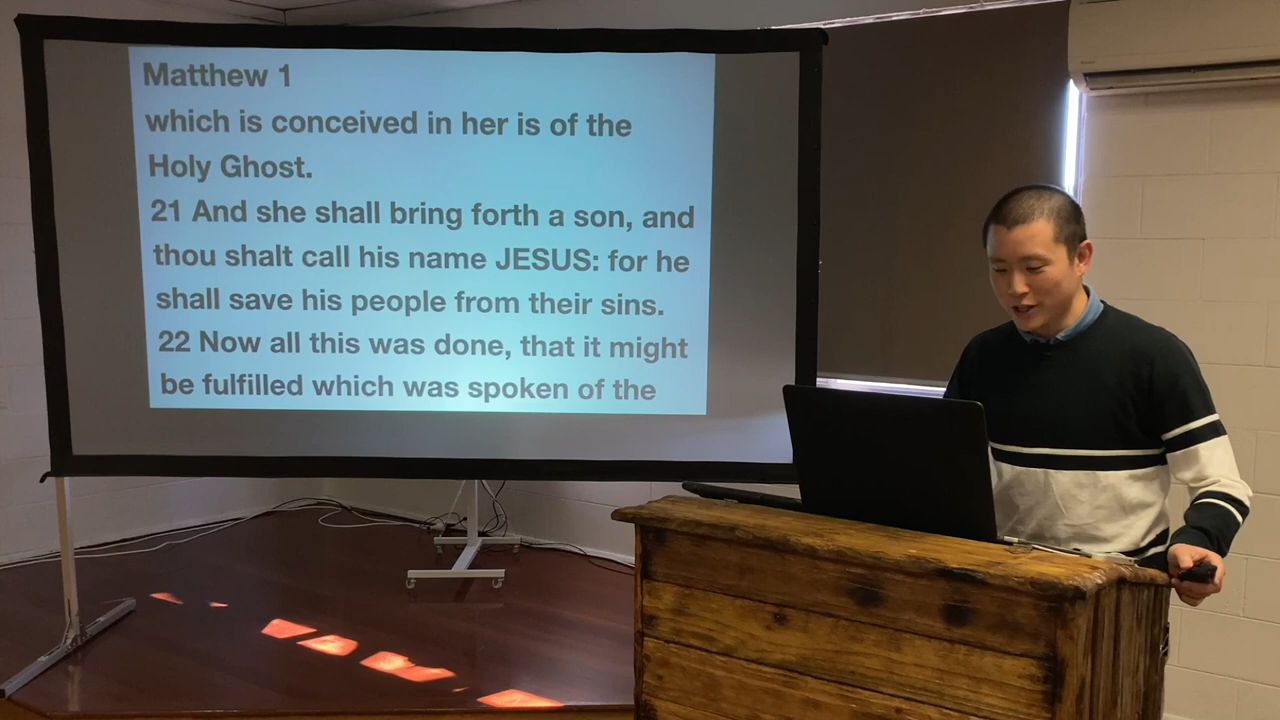 Matthew 1
which is conceived in her is of the
Holy Ghost.
21 And she shall bring forth a son, and
thou shalt call his name JESUS: for he
shall save his people from their sins.
22 Now all this was done, that it might
be fulfilled which was spoken of the